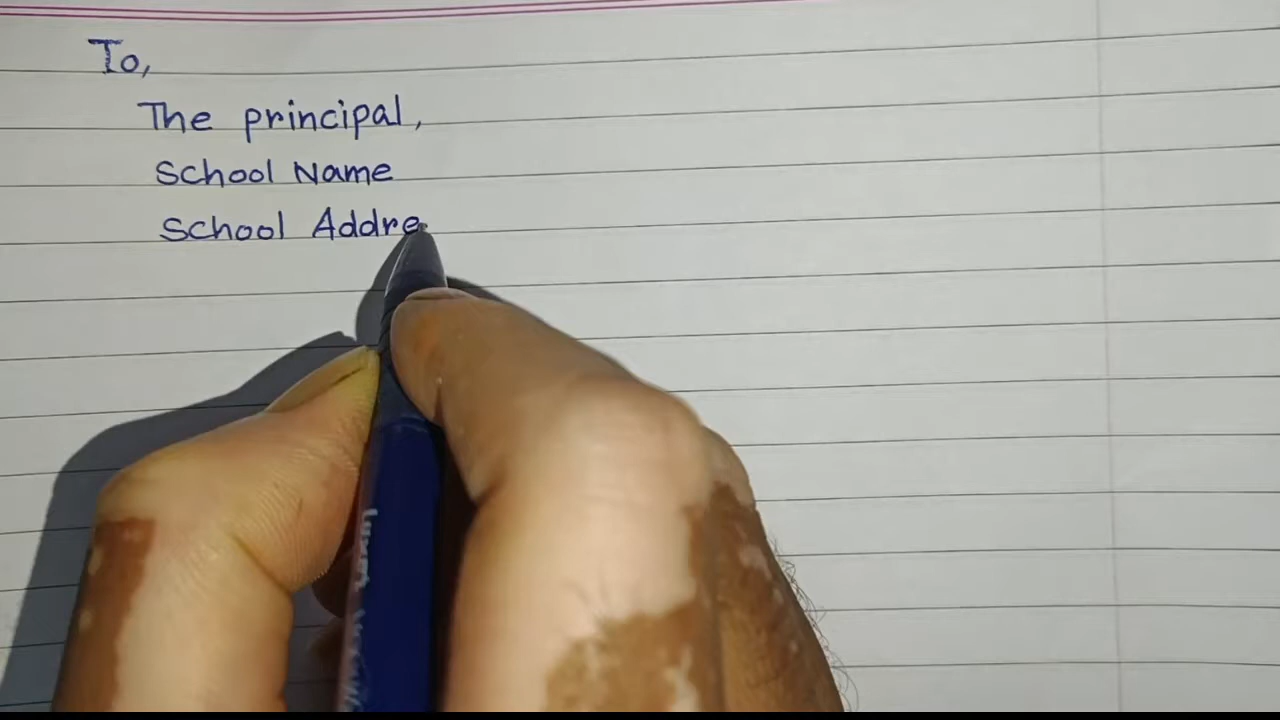 To,
The principal,
School Name
School Addre